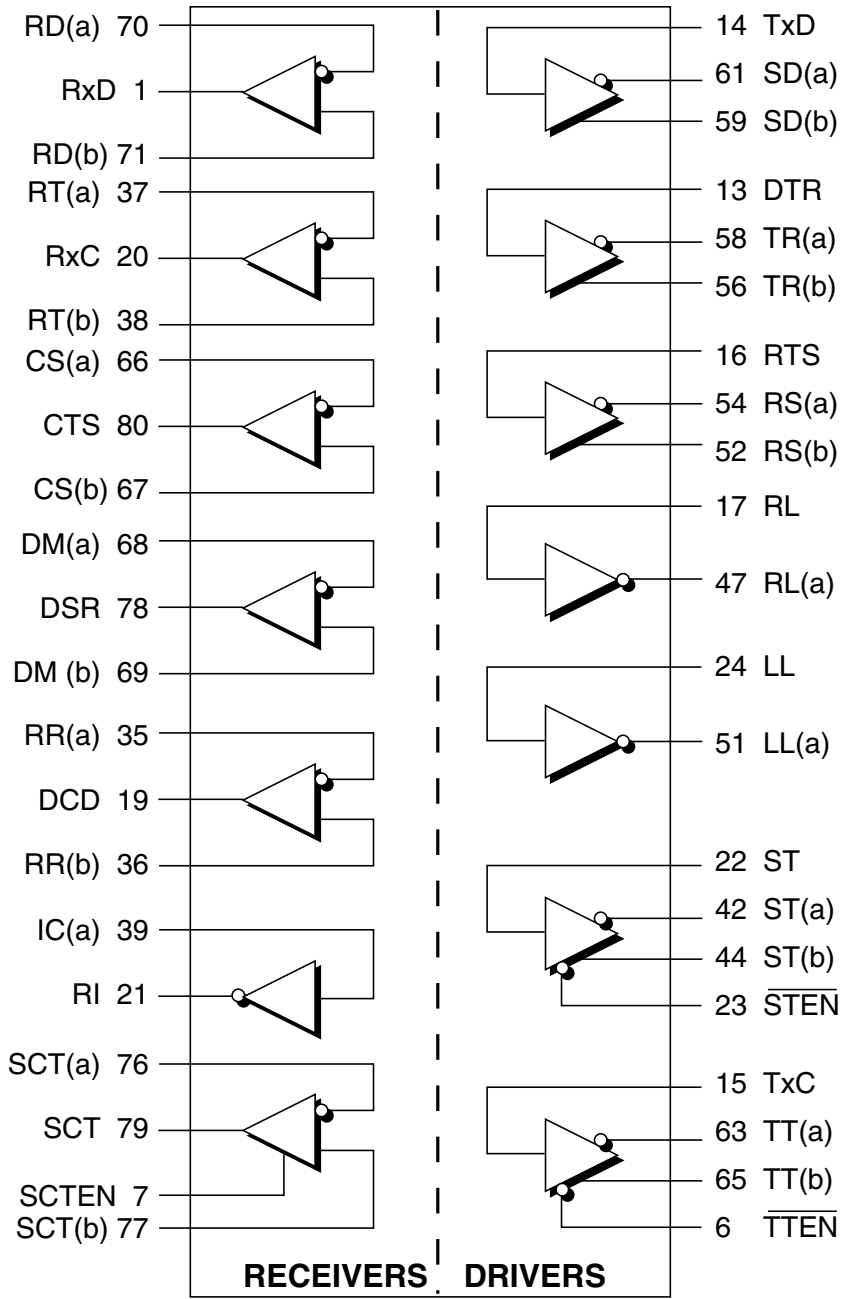 RD(a) 70
RxD 1
RD(b) 71
RT(a) 37
RxC 20
RT(b) 38
CS(a) 66
CTS 80
CS(b) 67
DM(a) 68
DSR 78
DM (b) 69
RR(a) 35
DCD 19
RR(b) 36
IC(a) 39
RI 21
SCT(a) 76
SCT 79
SCTEN 7
SCT(b) 77
RECEIVERS
14 TxD
61 SD(a)
59 SD(b)
13 DTR
58 TR(a)
56 TR(b)
16 RTS
54 RS(a)
52 RS(b)
17 RL
47 RL(a)
24 LL
51 LL(a)
22 ST
42 ST(a)
44 ST(b)
23 S̅T̅E̅N̅
15 TxC
63 TT(a)
65 TT(b)
6 T̅T̅E̅N̅
DRIVERS